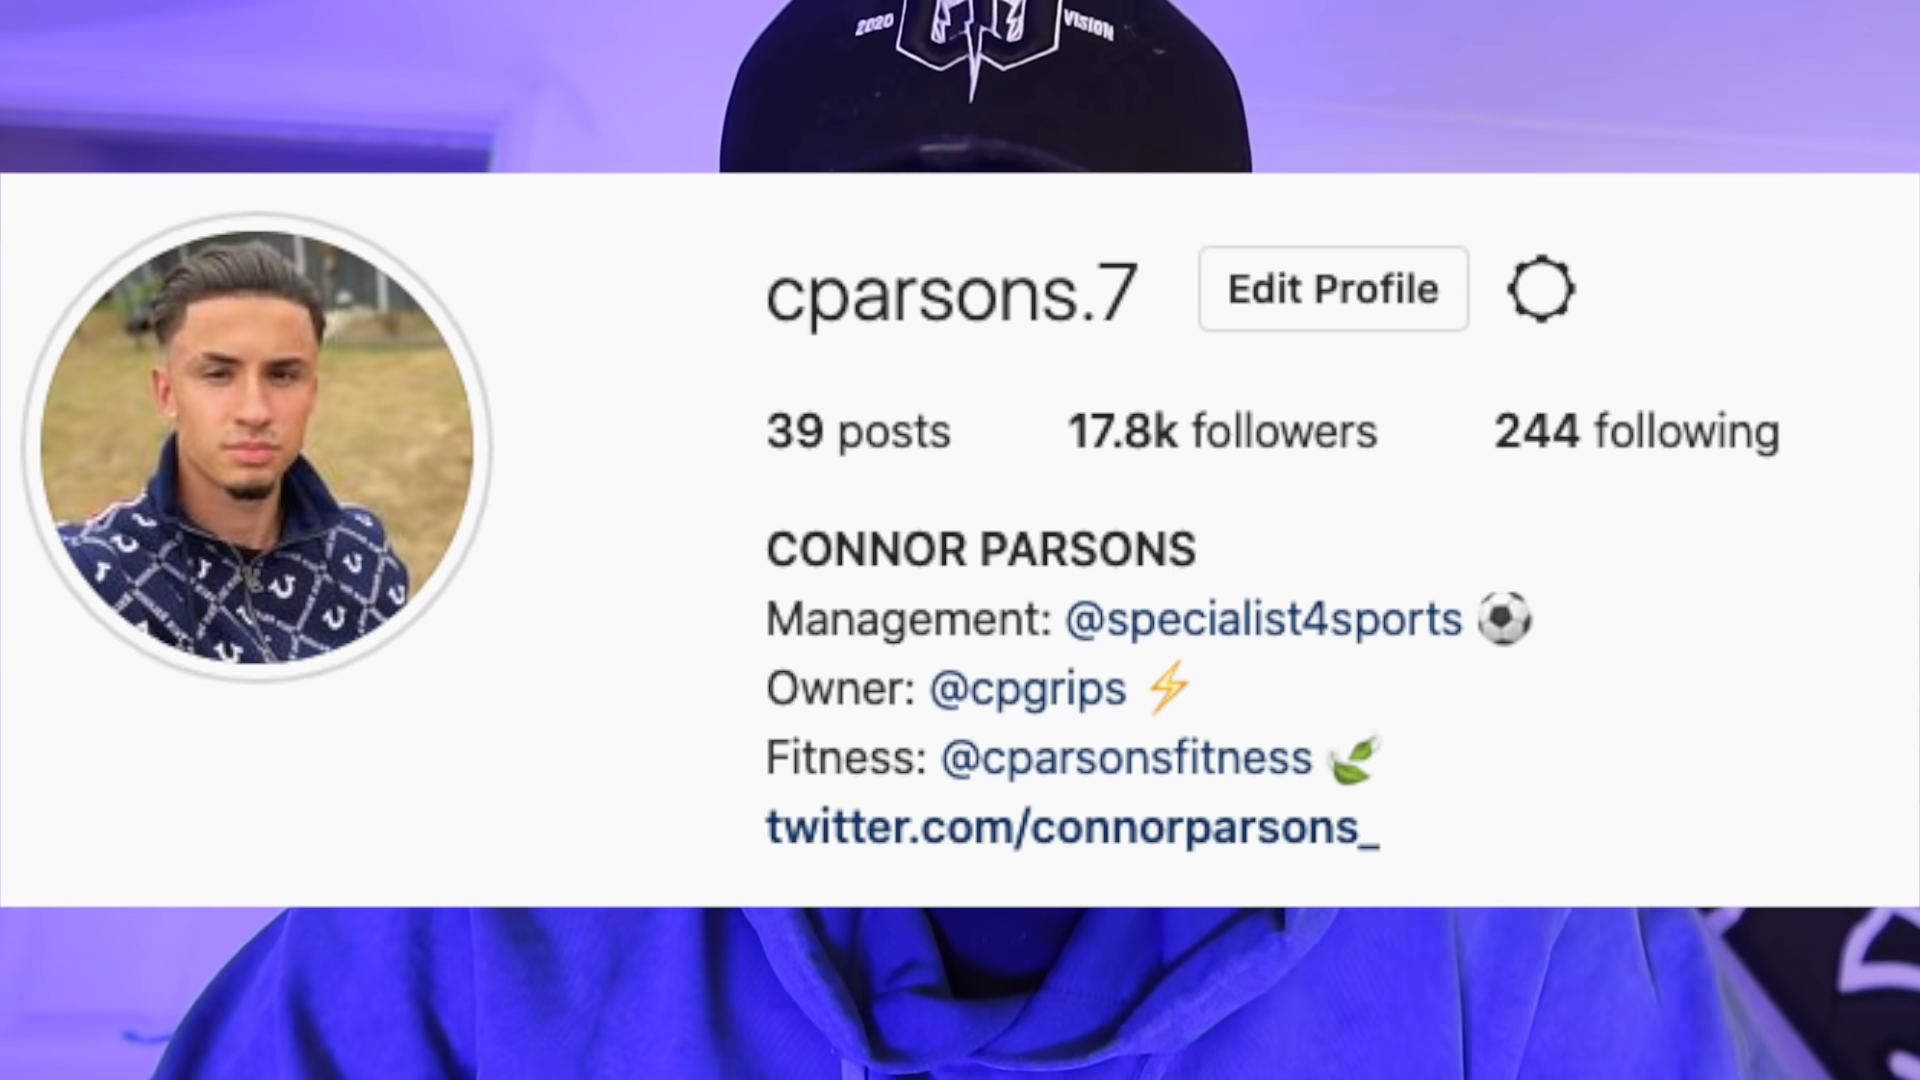 2020 VISION
cparsons.7 Edit Profile
39 posts 17.8k followers 244 following
CONNOR PARSONS
Management: @specialist4sports ⚽
Owner: @cpgrips ⚡
Fitness: @cparsonsfitness 🍃
twitter.com/connorparsons_